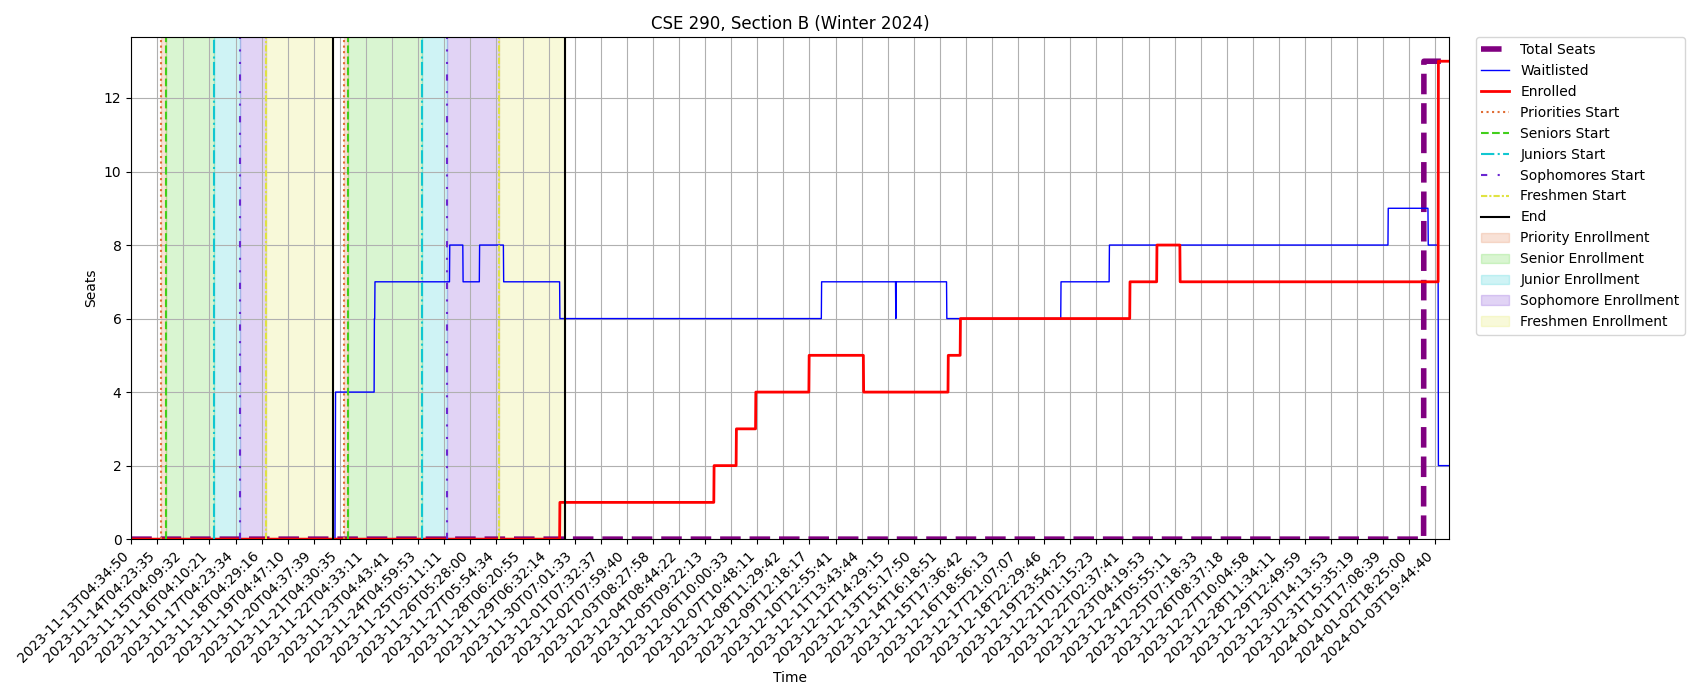 CSE 290, Section B (Winter 2024)
Seats
12
10
8
6
4
2
0
2023-11-13T04:34:50
2023-11-14T04:23:35
2023-11-15T04:09:32
2023-11-16T04:10:21
2023-11-17T04:23:34
2023-11-18T04:29:16
2023-11-19T04:47:10
2023-11-20T04:37:39
2023-11-21T04:30:35
2023-11-22T04:33:11
2023-11-23T04:43:41
2023-11-24T04:59:53
2023-11-25T05:11:11
2023-11-26T05:28:00
2023-11-27T05:54:34
2023-11-28T06:20:55
2023-11-29T06:32:14
2023-11-30T07:01:33
2023-12-01T07:32:37
2023-12-02T07:59:40
2023-12-03T08:27:58
2023-12-04T08:44:22
2023-12-05T09:22:13
2023-12-06T10:00:33
2023-12-07T10:48:11
2023-12-08T11:29:42
2023-12-09T12:18:17
2023-12-10T12:55:41
2023-12-11T13:43:44
2023-12-12T14:29:15
2023-12-13T15:17:50
2023-12-14T16:18:51
2023-12-15T17:36:42
2023-12-16T18:56:13
2023-12-17T21:07:07
2023-12-18T22:29:46
2023-12-19T23:54:25
2023-12-21T01:15:23
2023-12-22T02:37:41
2023-12-23T04:19:53
2023-12-24T05:55:11
2023-12-25T07:18:33
2023-12-26T08:37:18
2023-12-27T10:04:58
2023-12-28T11:34:11
2023-12-29T12:49:59
2023-12-30T14:13:53
2023-12-31T15:35:19
2024-01-01T17:08:39
2024-01-02T18:25:00
2024-01-03T19:44:40
Time
Total Seats
Waitlisted
Enrolled
Priorities Start
Seniors Start
Juniors Start
Sophomores Start
Freshmen Start
End
Priority Enrollment
Senior Enrollment
Junior Enrollment
Sophomore Enrollment
Freshmen Enrollment